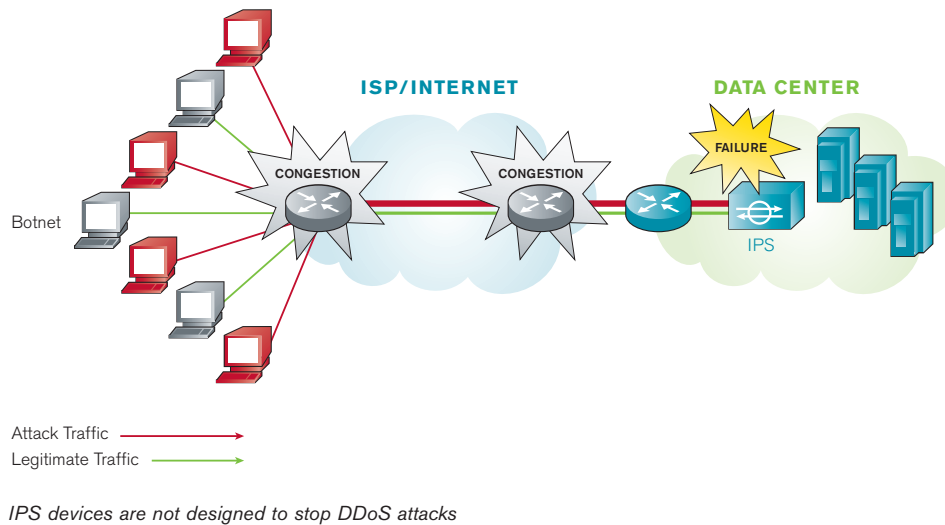 ISP/INTERNET
DATA CENTER
FAILURE
CONGESTION
CONGESTION
Botnet
IPS
Attack Traffic
Legitimate Traffic
IPS devices are not designed to stop DDoS attacks